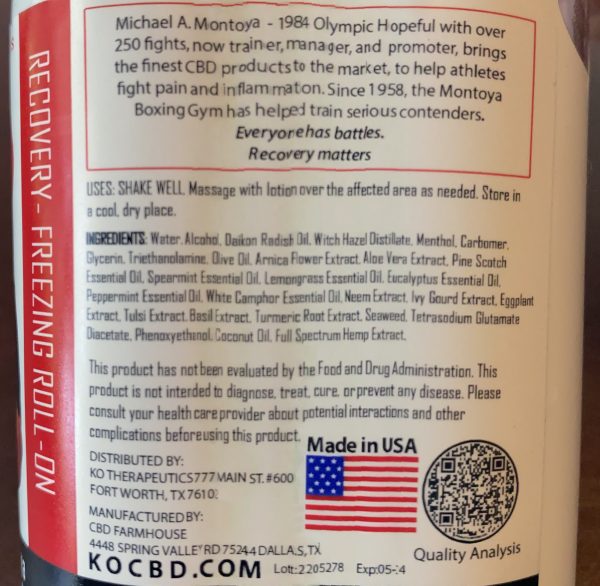 Michael A. Montoya - 1984 Olympic Hopeful with over
250 fights, now trainer, manager, and promoter, brings
the finest CBD products to the market, to help athletes
fight pain and inflammaton. Since 1958, the Montoya
Boxing Gym has helped train serious contenders.
Everyone has battles.
Recovery matters
RECOVERY- FREEZING ROLL-ON
USES: SHAKE WELL. Massage with lotion over the affected area as needed. Store in
a cool, dry place.
INGREDIENTS: Water, Alcohol, Daikon Radish Oil, Witch Hazel Distillate, Menthol, Carbomer,
Glycerin, Triethanolamine, Olive Oil, Arnica Flower Extract, Aloe Vera Extract, Pine Scotch
Essential Oil, Spearmint Essential Oil, Lemongrass Essential Oil, Eucalyptus Essential Oil,
Peppermint Essential Oil, White Camphor Essential Oil, Neem Extract, Ivy Gourd Extract, Eggplant
Extract, Tulsi Extract, Basil Extract, Turmeric Root Extract, Seaweed, Tetrasodium Glutamate
Diacetate, Phenoxyethenol, Coconut Oil, Full Spectrum Hemp Extract.
This product has not been evaluated by the Food and Drug Administration. This
product is not intended to diagnose, treat, cure, or prevent any disease. Please
consult your health care provider about potential interactions and other
complications before using this product.
Made in USA
DISTRIBUTED BY:
KO THERAPEUTICS 777 MAIN ST. #600
FORT WORTH, TX
MANUFACTURED BY:
CBD FARMHOUSE
4448 SPRING VALLEY RD 75244 DALLAS, TX
KOCBD.COM Lott: 2205278 Exp:
Quality Analysis